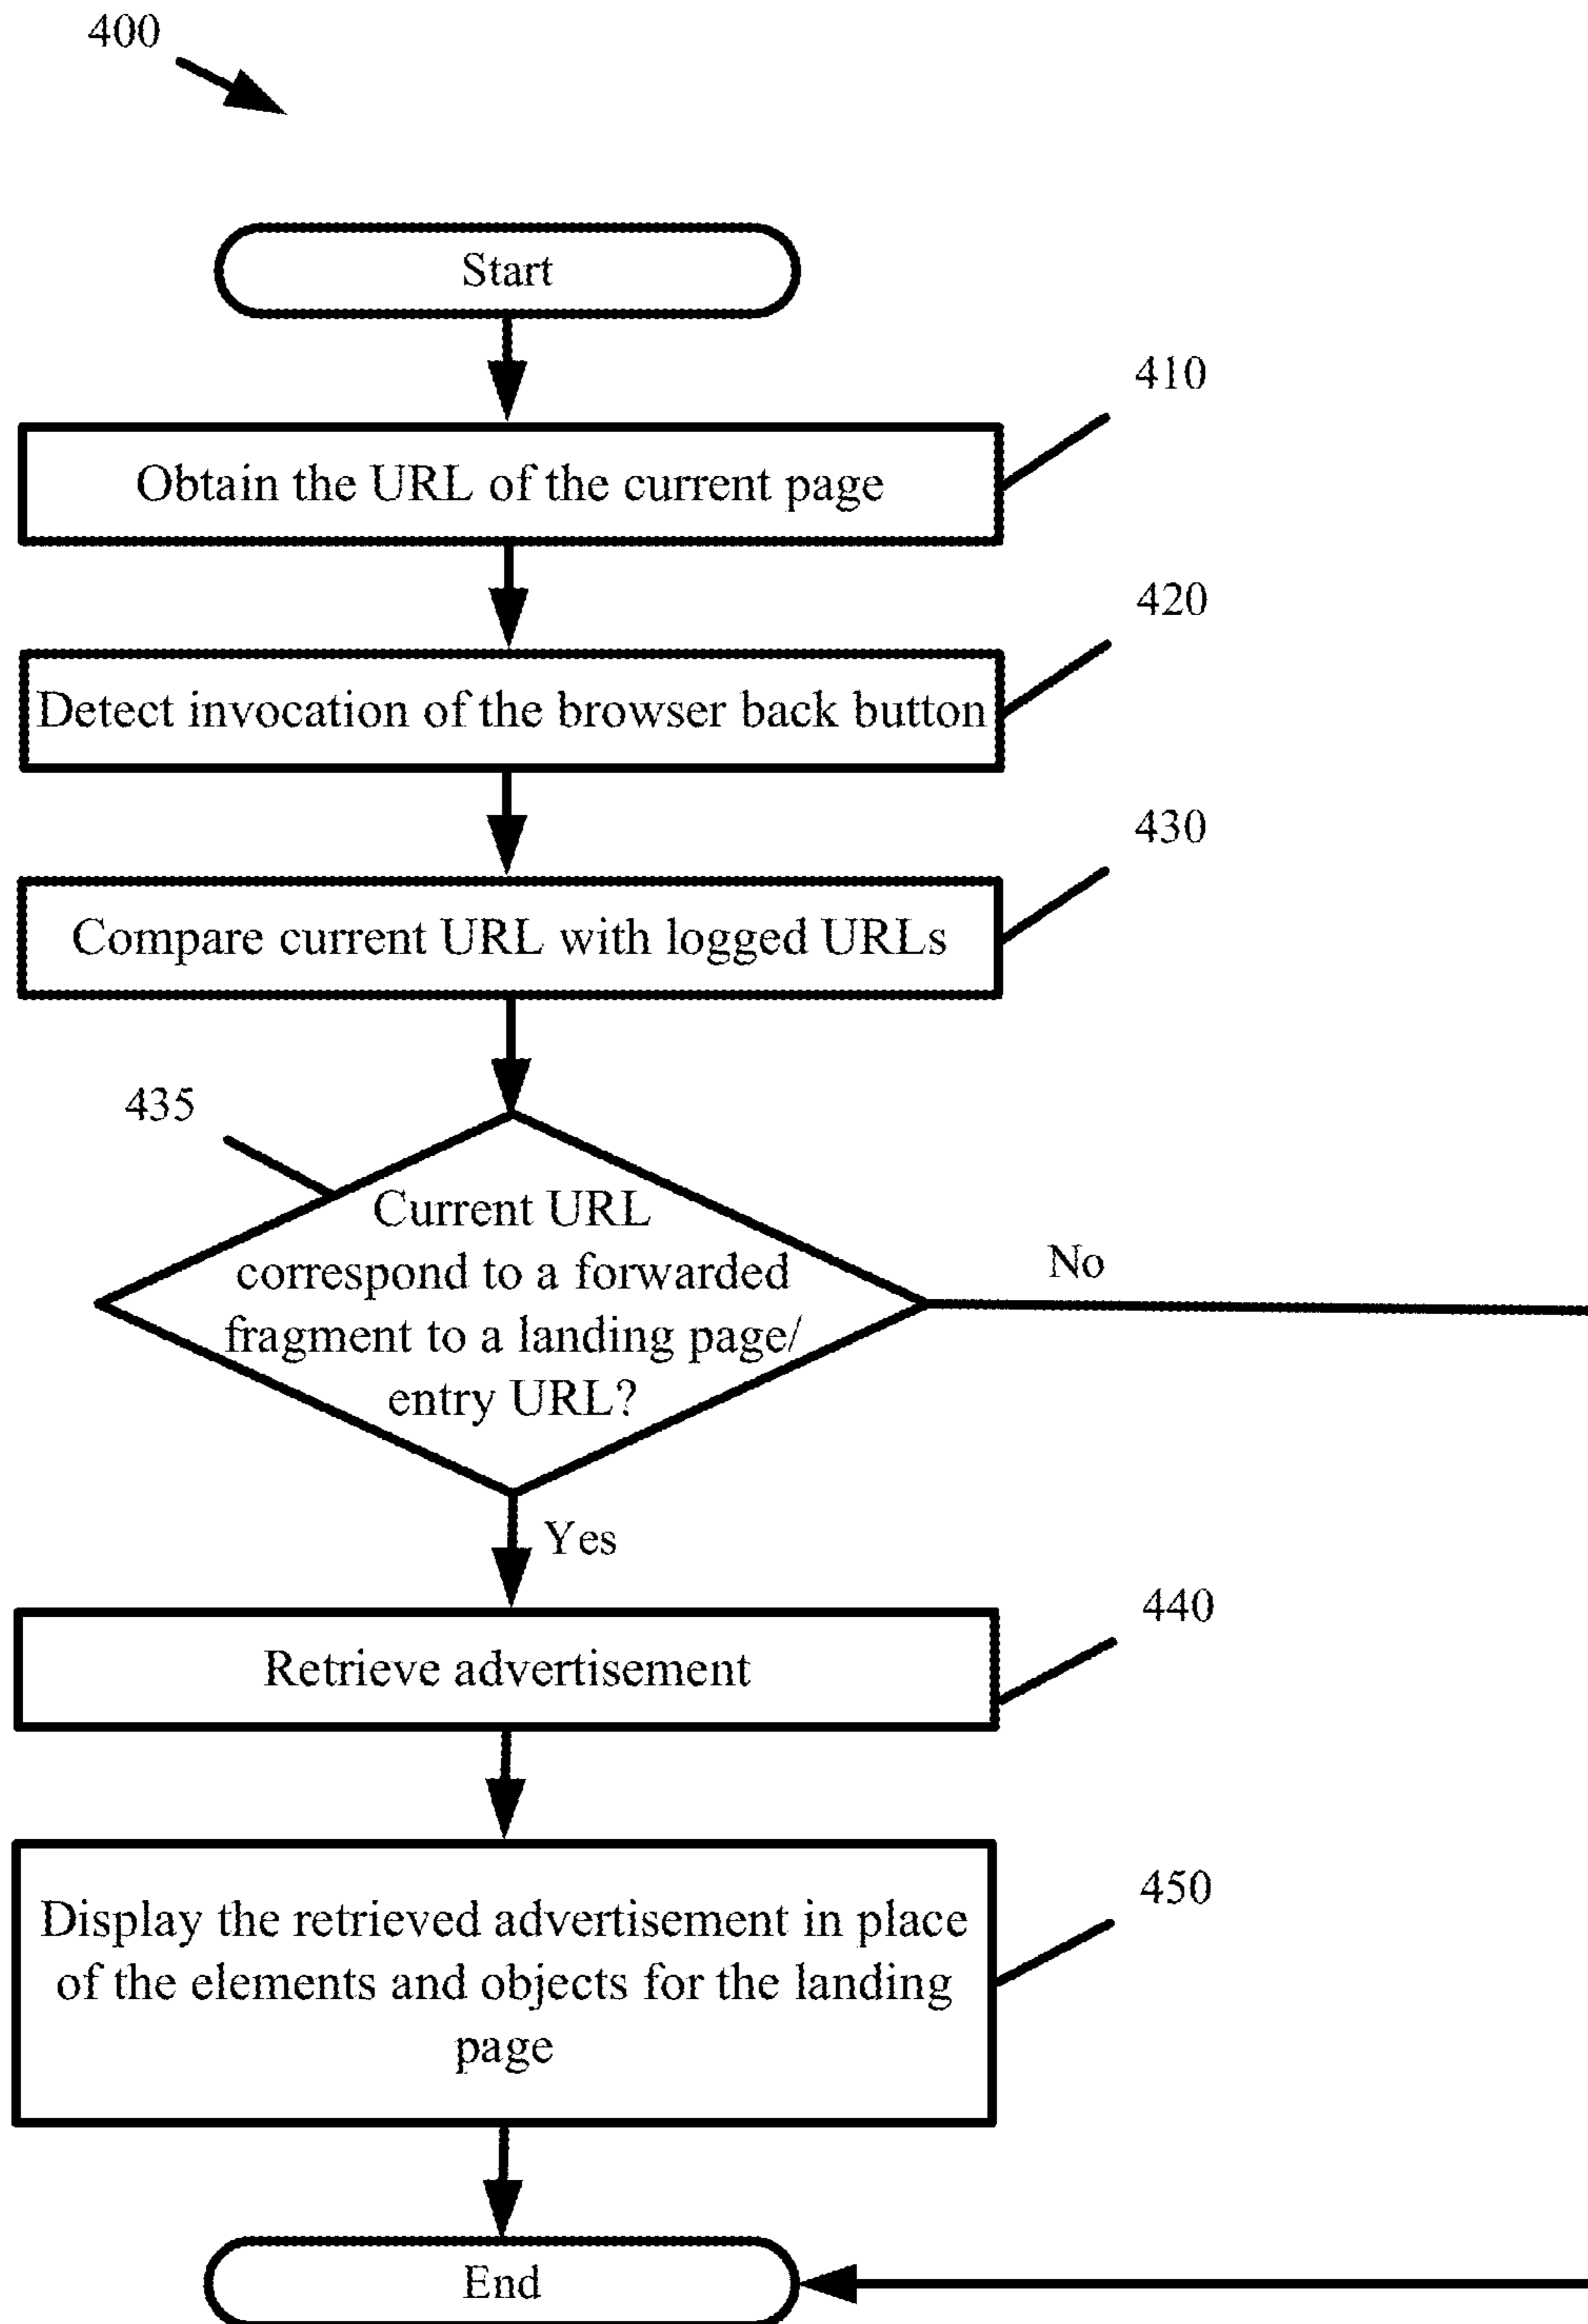 400
Start
410
Obtain the URL of the current page
420
Detect invocation of the browser back button
430
Compare current URL with logged URLs
435
Current URL
correspond to a forwarded
fragment to a landing page/
entry URL?
No
Yes
440
Retrieve advertisement
450
Display the retrieved advertisement in place
of the elements and objects for the landing
page
End